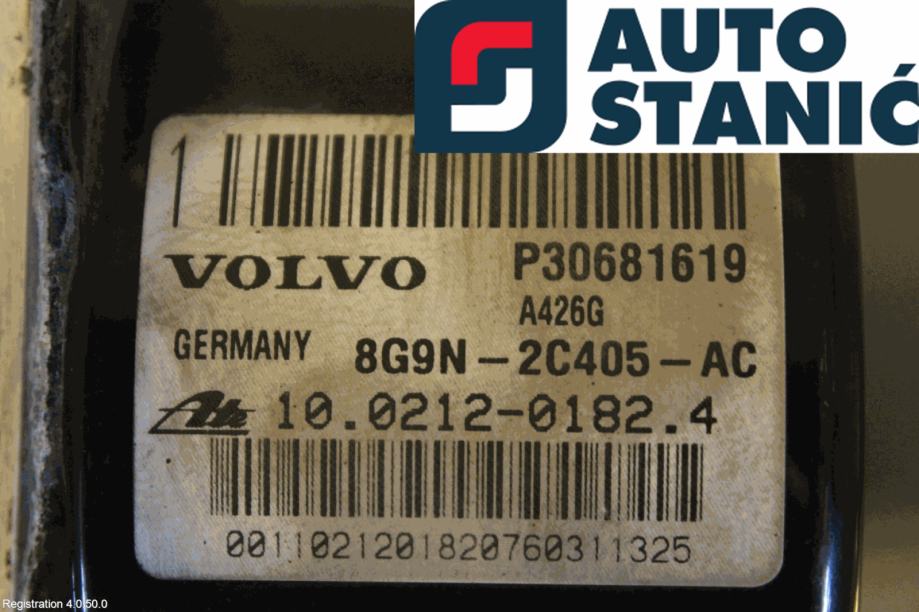 AUTO
STANIĆ
1
VOLVO
P30681619
A426G
GERMANY
8G9N-2C405-AC
Ate 10.0212-0182.4
00110212018207603​11325
Registration 4.0.50.0